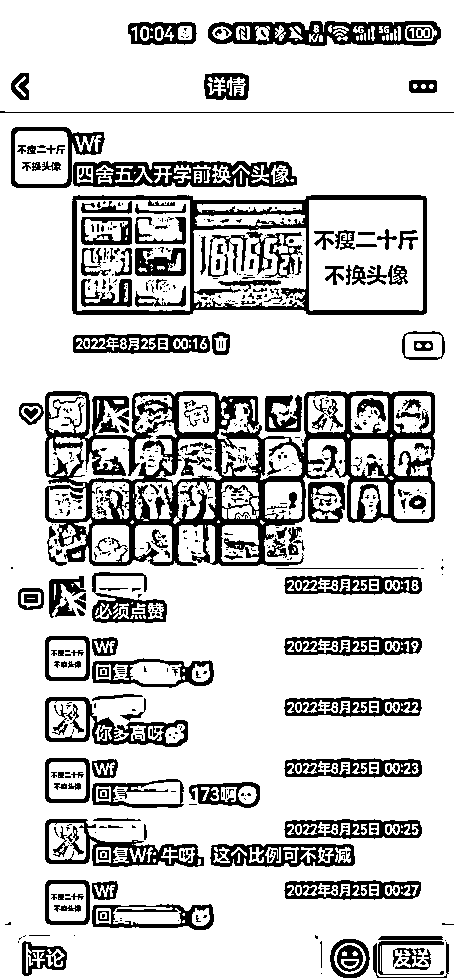 10:04
100
详情
不瘦二十斤
不换头像
Wf
四舍五入开学前换个头像.
不瘦二十斤
不换头像
2022年8月25日 00:16
2022年8月25日 00:18
必须点赞
不瘦二十斤
不换头像
Wf
2022年8月25日 00:19
回复
2022年8月25日 00:22
你多高呀
不瘦二十斤
不换头像
Wf
2022年8月25日 00:23
回复 173啊
2022年8月25日 00:25
回复Wf: 牛呀，这个比例可不好减
不瘦二十斤
不换头像
Wf
2022年8月25日 00:27
回
评论
发送